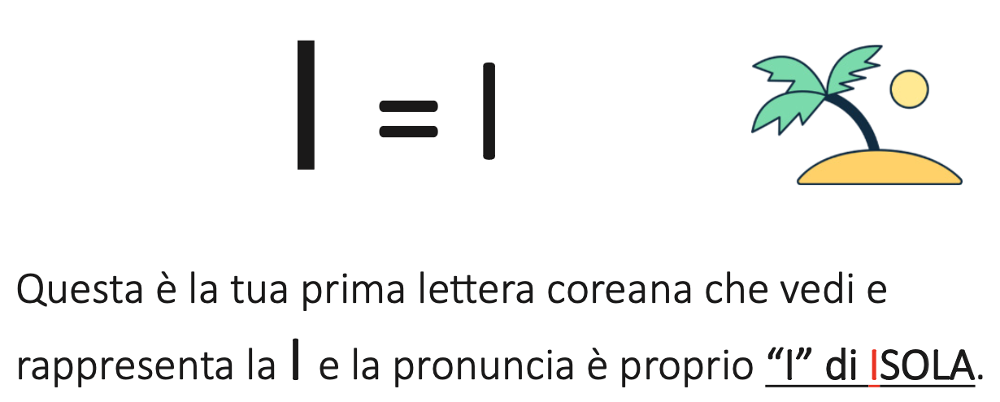 ㅣ = I
Questa è la tua prima lettera coreana che vedi e
rappresenta la ㅣ e la pronuncia è proprio “I” di ISOLA.